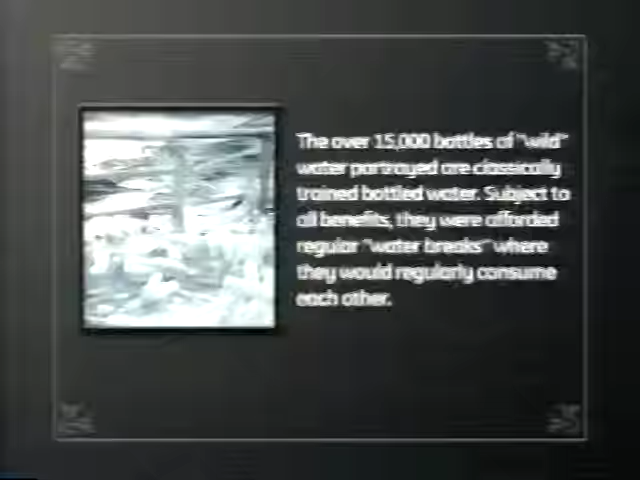 The over 15,000 bottles of "wild"
water portrayed are classically
trained bottled water. Subject to
all benefits, they were afforded
regular "water breaks" where
they would regularly consume
each other.